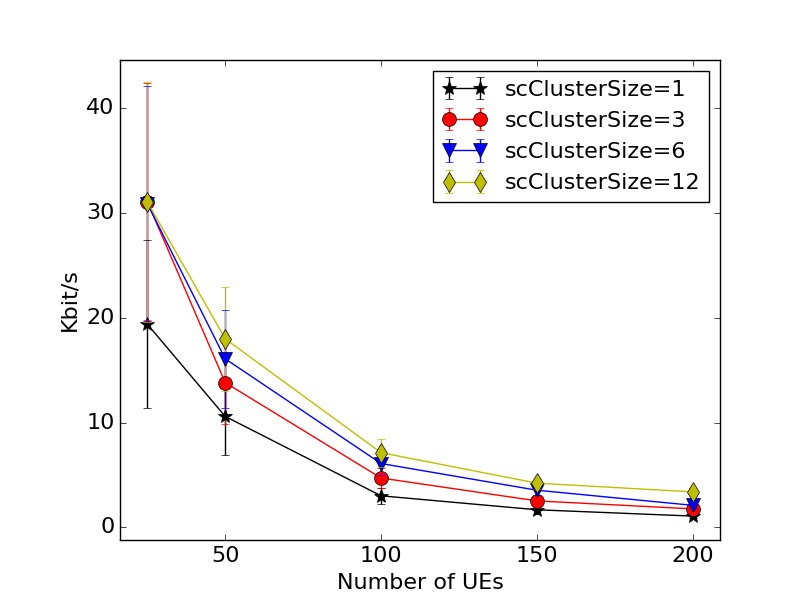 scClusterSize=1
scClusterSize=3
scClusterSize=6
scClusterSize=12
40
30
20
10
0
Kbit/s
50 100 150 200
Number of UEs